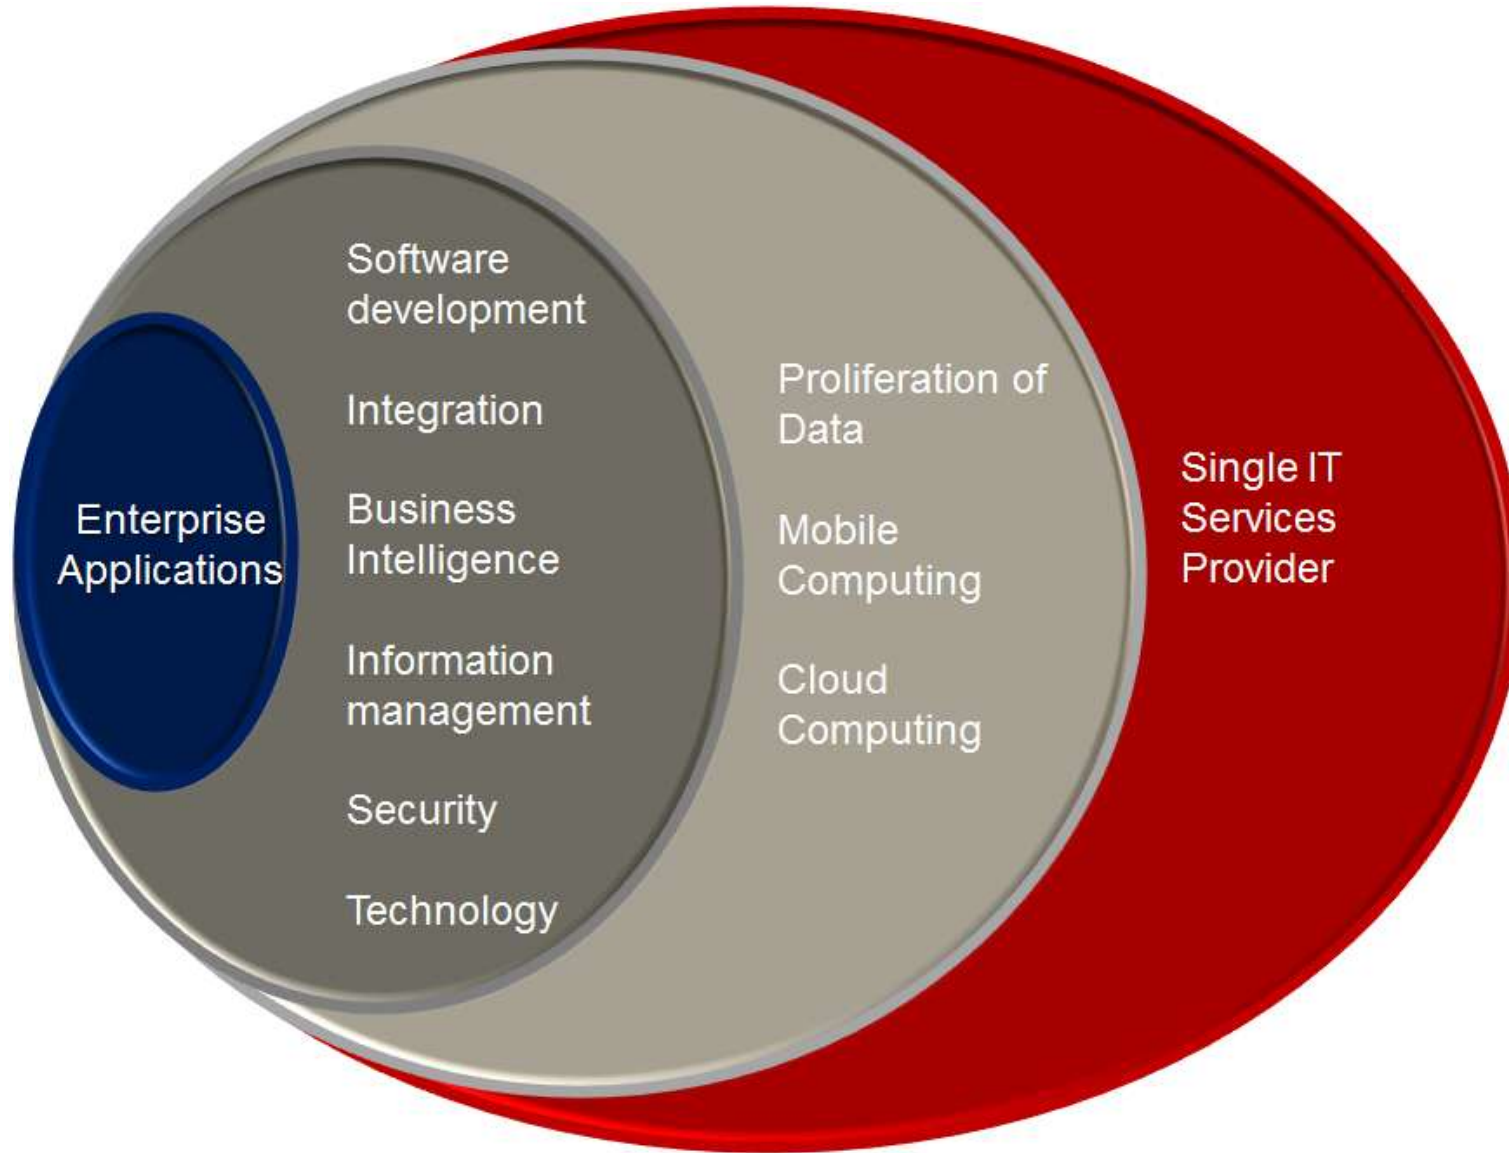 Enterprise
Applications
Software
development
Integration
Business
Intelligence
Information
management
Security
Technology
Proliferation of
Data
Mobile
Computing
Cloud
Computing
Single IT
Services
Provider